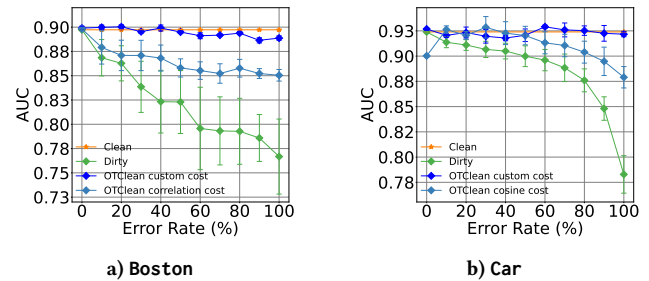 0.90
0.88
0.85
0.83
0.80
0.78
0.75
0.73
AUC
Clean
Dirty
OTClean custom cost
OTClean correlation cost
0 20 40 60 80 100
Error Rate (%)
a) Boston
0.93
0.90
0.88
0.85
0.82
0.80
0.78
AUC
Clean
Dirty
OTClean custom cost
OTClean cosine cost
0 20 40 60 80 100
Error Rate (%)
b) Car